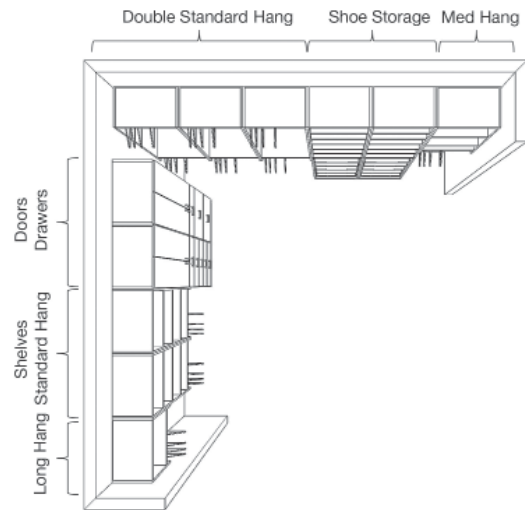 Double Standard Hang
Shoe Storage
Med Hang
Doors
Drawers
Shelves
Standard Hang
Long Hang